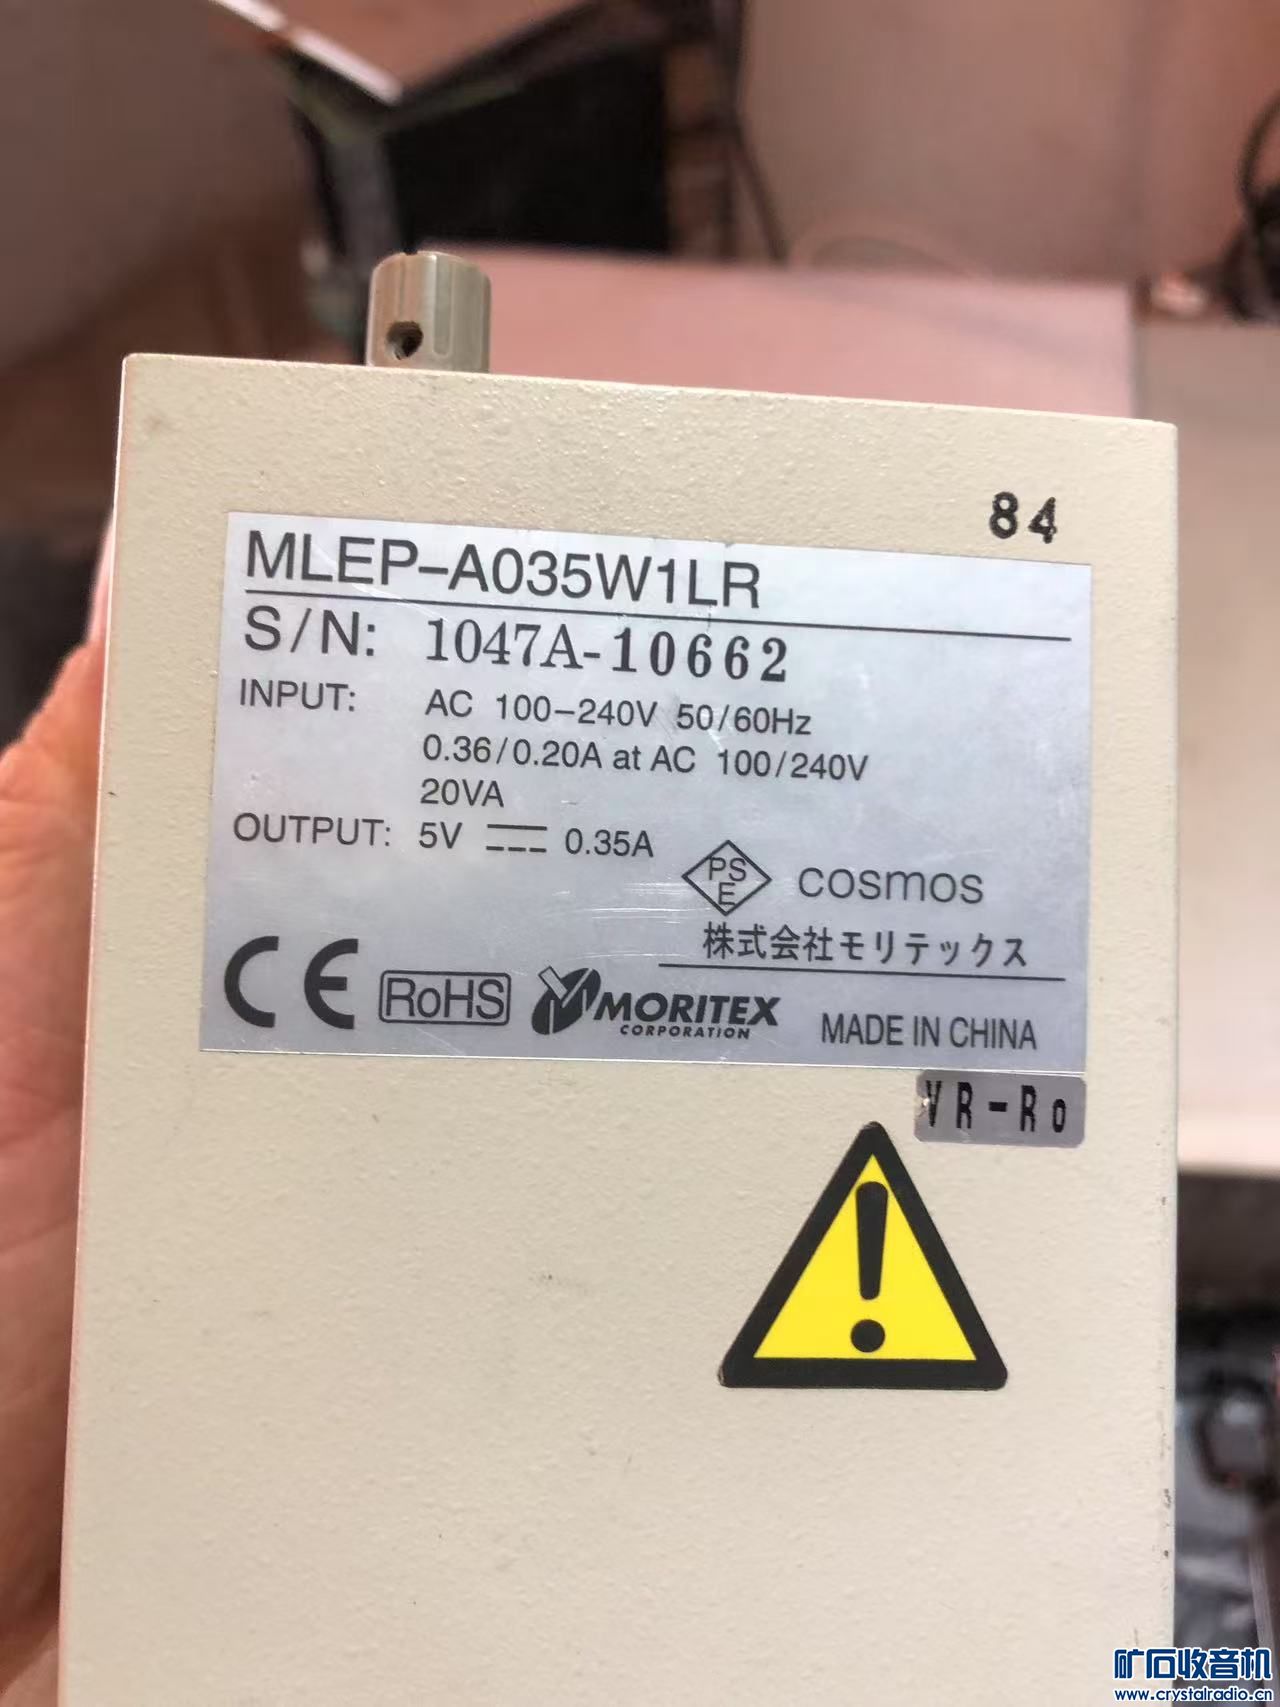 84
MLEP-A035W1LR
S/N: 1047A-10662
INPUT: AC 100-240V 50/60Hz
0.36/0.20A at AC 100/240V
20VA
OUTPUT: 5V 0.35A
PS
E
cosmos
株式会社モリテックス
CE RoHS MORITEX
CORPORATION
MADE IN CHINA
VR-Ro
矿石收音机
www.crystalradio.cn